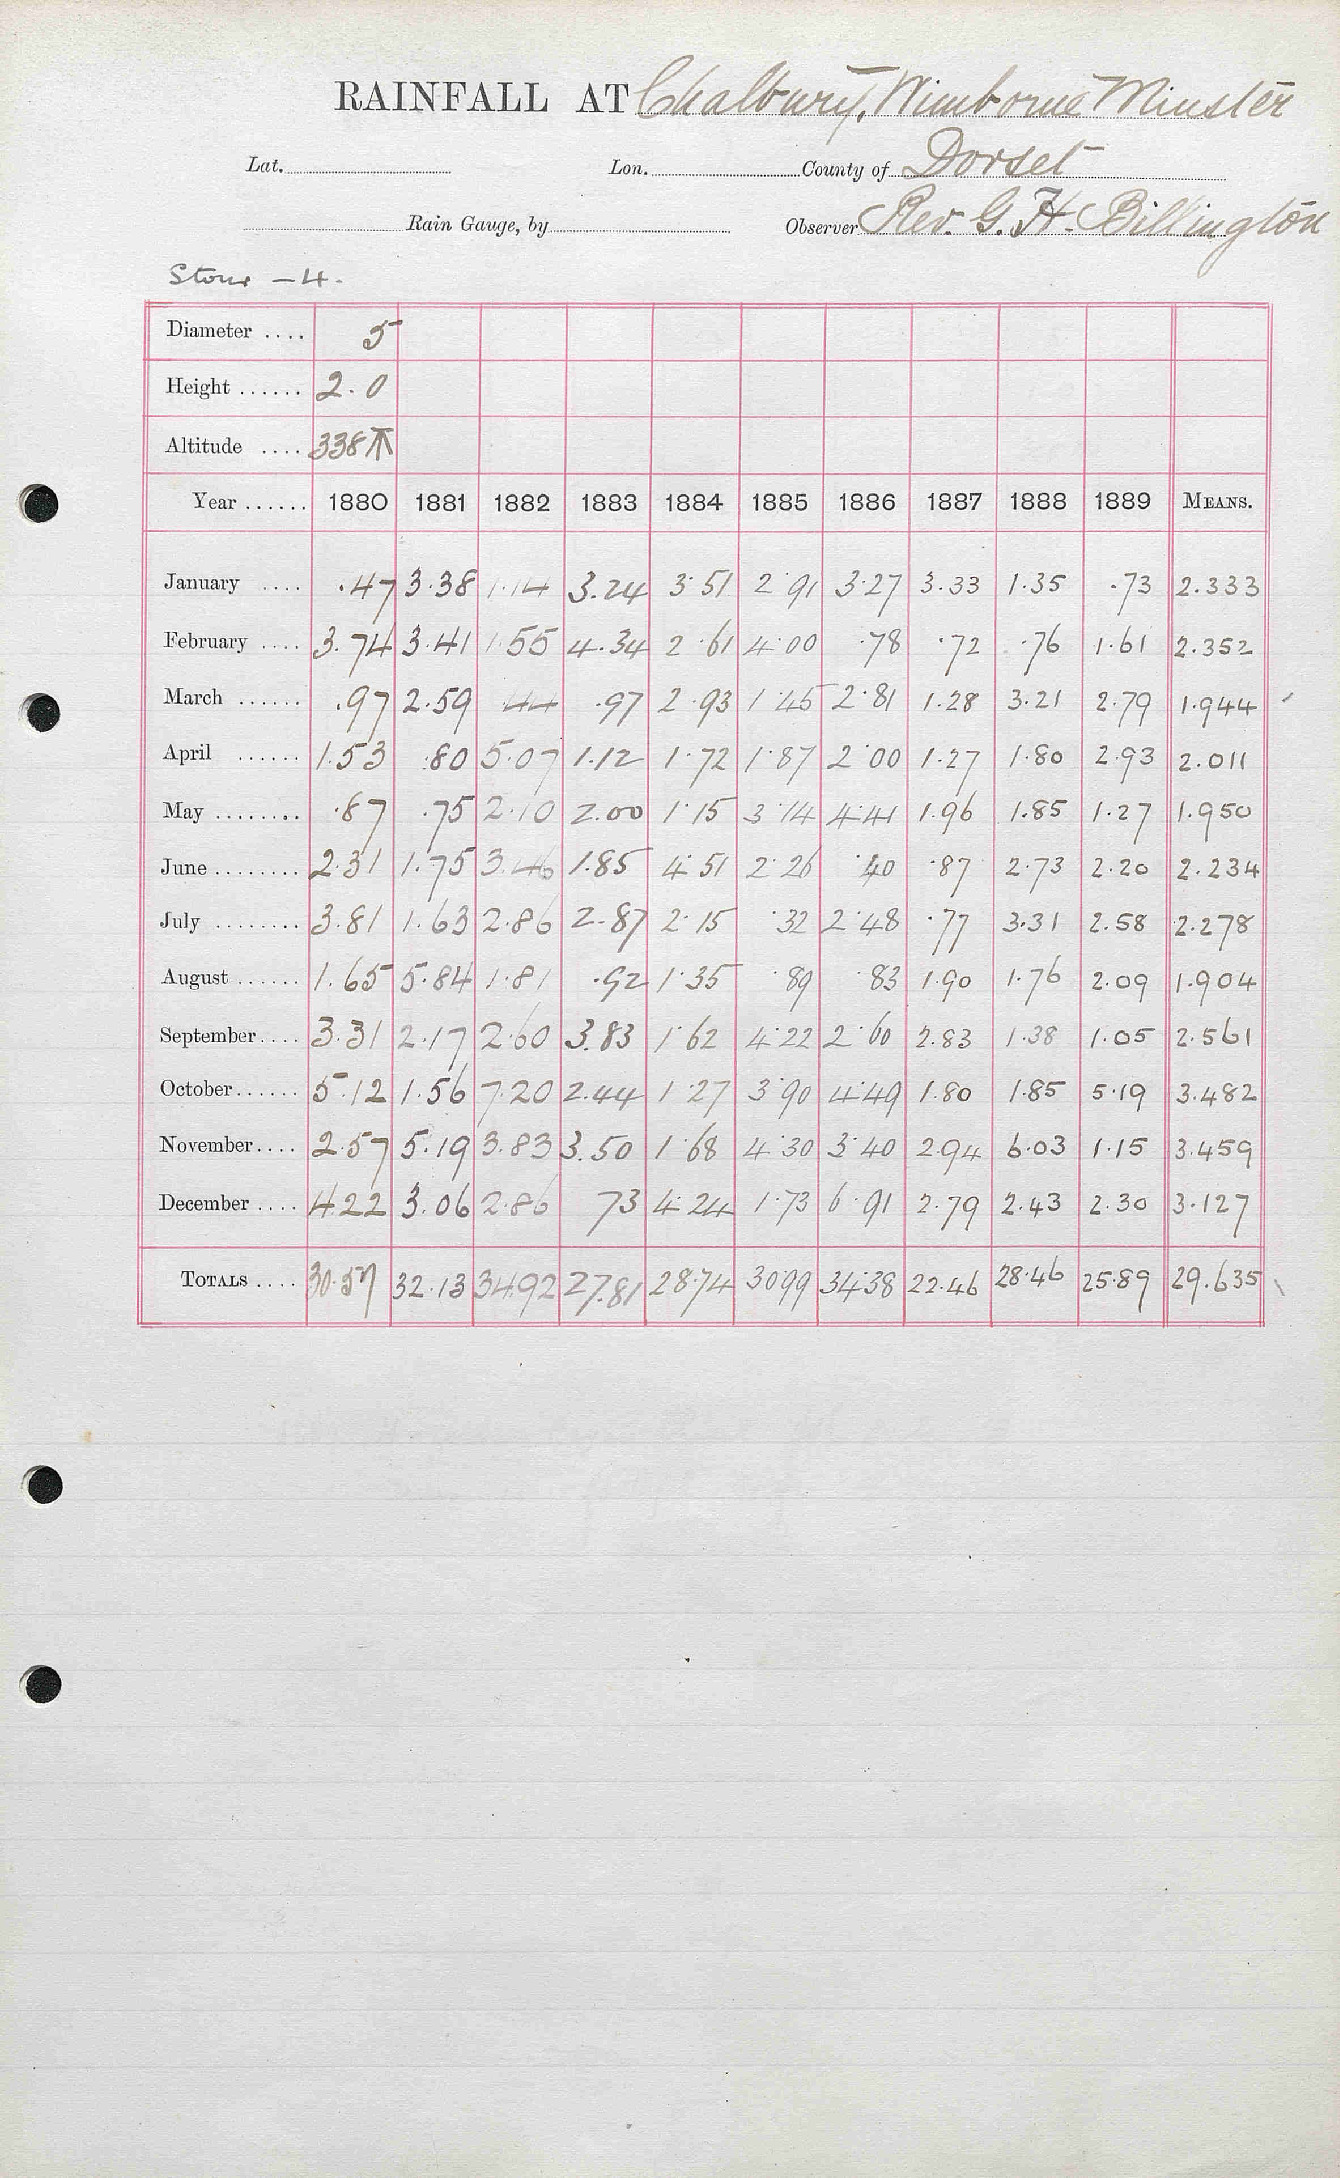 RAINFALL AT Chalbury, Wimborne Minster
Lat. Lon. County of Dorset
Rain Gauge, by Observer Rev. G. H. Billington
Stour - 4.
Diameter .... 5
Height ...... 2.0
Altitude .... 338
Year ...... 1880 1881 1882 1883 1884 1885 1886 1887 1888 1889 MEANS.
January .... .47 3.38 1.14 3.24 3.51 2.91 3.27 3.33 1.35 .73 2.333
February .... 3.74 3.41 1.55 4.34 2.61 4.00 .78 .72 .76 1.61 2.352
March ...... .97 2.59 .44 .97 2.93 1.45 2.81 1.28 3.21 2.79 1.944
April ...... 1.53 .80 5.07 1.12 1.72 1.87 2.00 1.27 1.80 2.93 2.011
May ........ .87 .75 2.10 2.00 1.15 3.14 4.41 1.96 1.85 1.27 1.950
June ........ 2.31 1.75 3.46 1.85 4.51 2.26 .40 .87 2.73 2.20 2.234
July ........ 3.81 1.63 2.86 2.87 2.15 .32 2.48 .77 3.31 2.58 2.278
August ...... 1.65 5.84 1.81 .92 1.35 .89 .83 1.90 1.76 2.09 1.904
September .... 3.31 2.17 2.60 3.83 1.62 4.22 2.60 2.83 1.38 1.05 2.561
October ...... 5.12 1.56 7.20 2.44 1.27 3.90 4.49 1.80 1.85 5.19 3.482
November .... 2.57 5.19 3.83 3.50 1.68 4.30 3.40 2.94 6.03 1.15 3.459
December .... 4.22 3.06 2.86 73 4.24 1.73 6.91 2.79 2.43 2.30 3.127
TOTALS .... 30.57 32.13 34.92 27.81 28.74 30.99 34.38 22.46 28.46 25.89 29.635